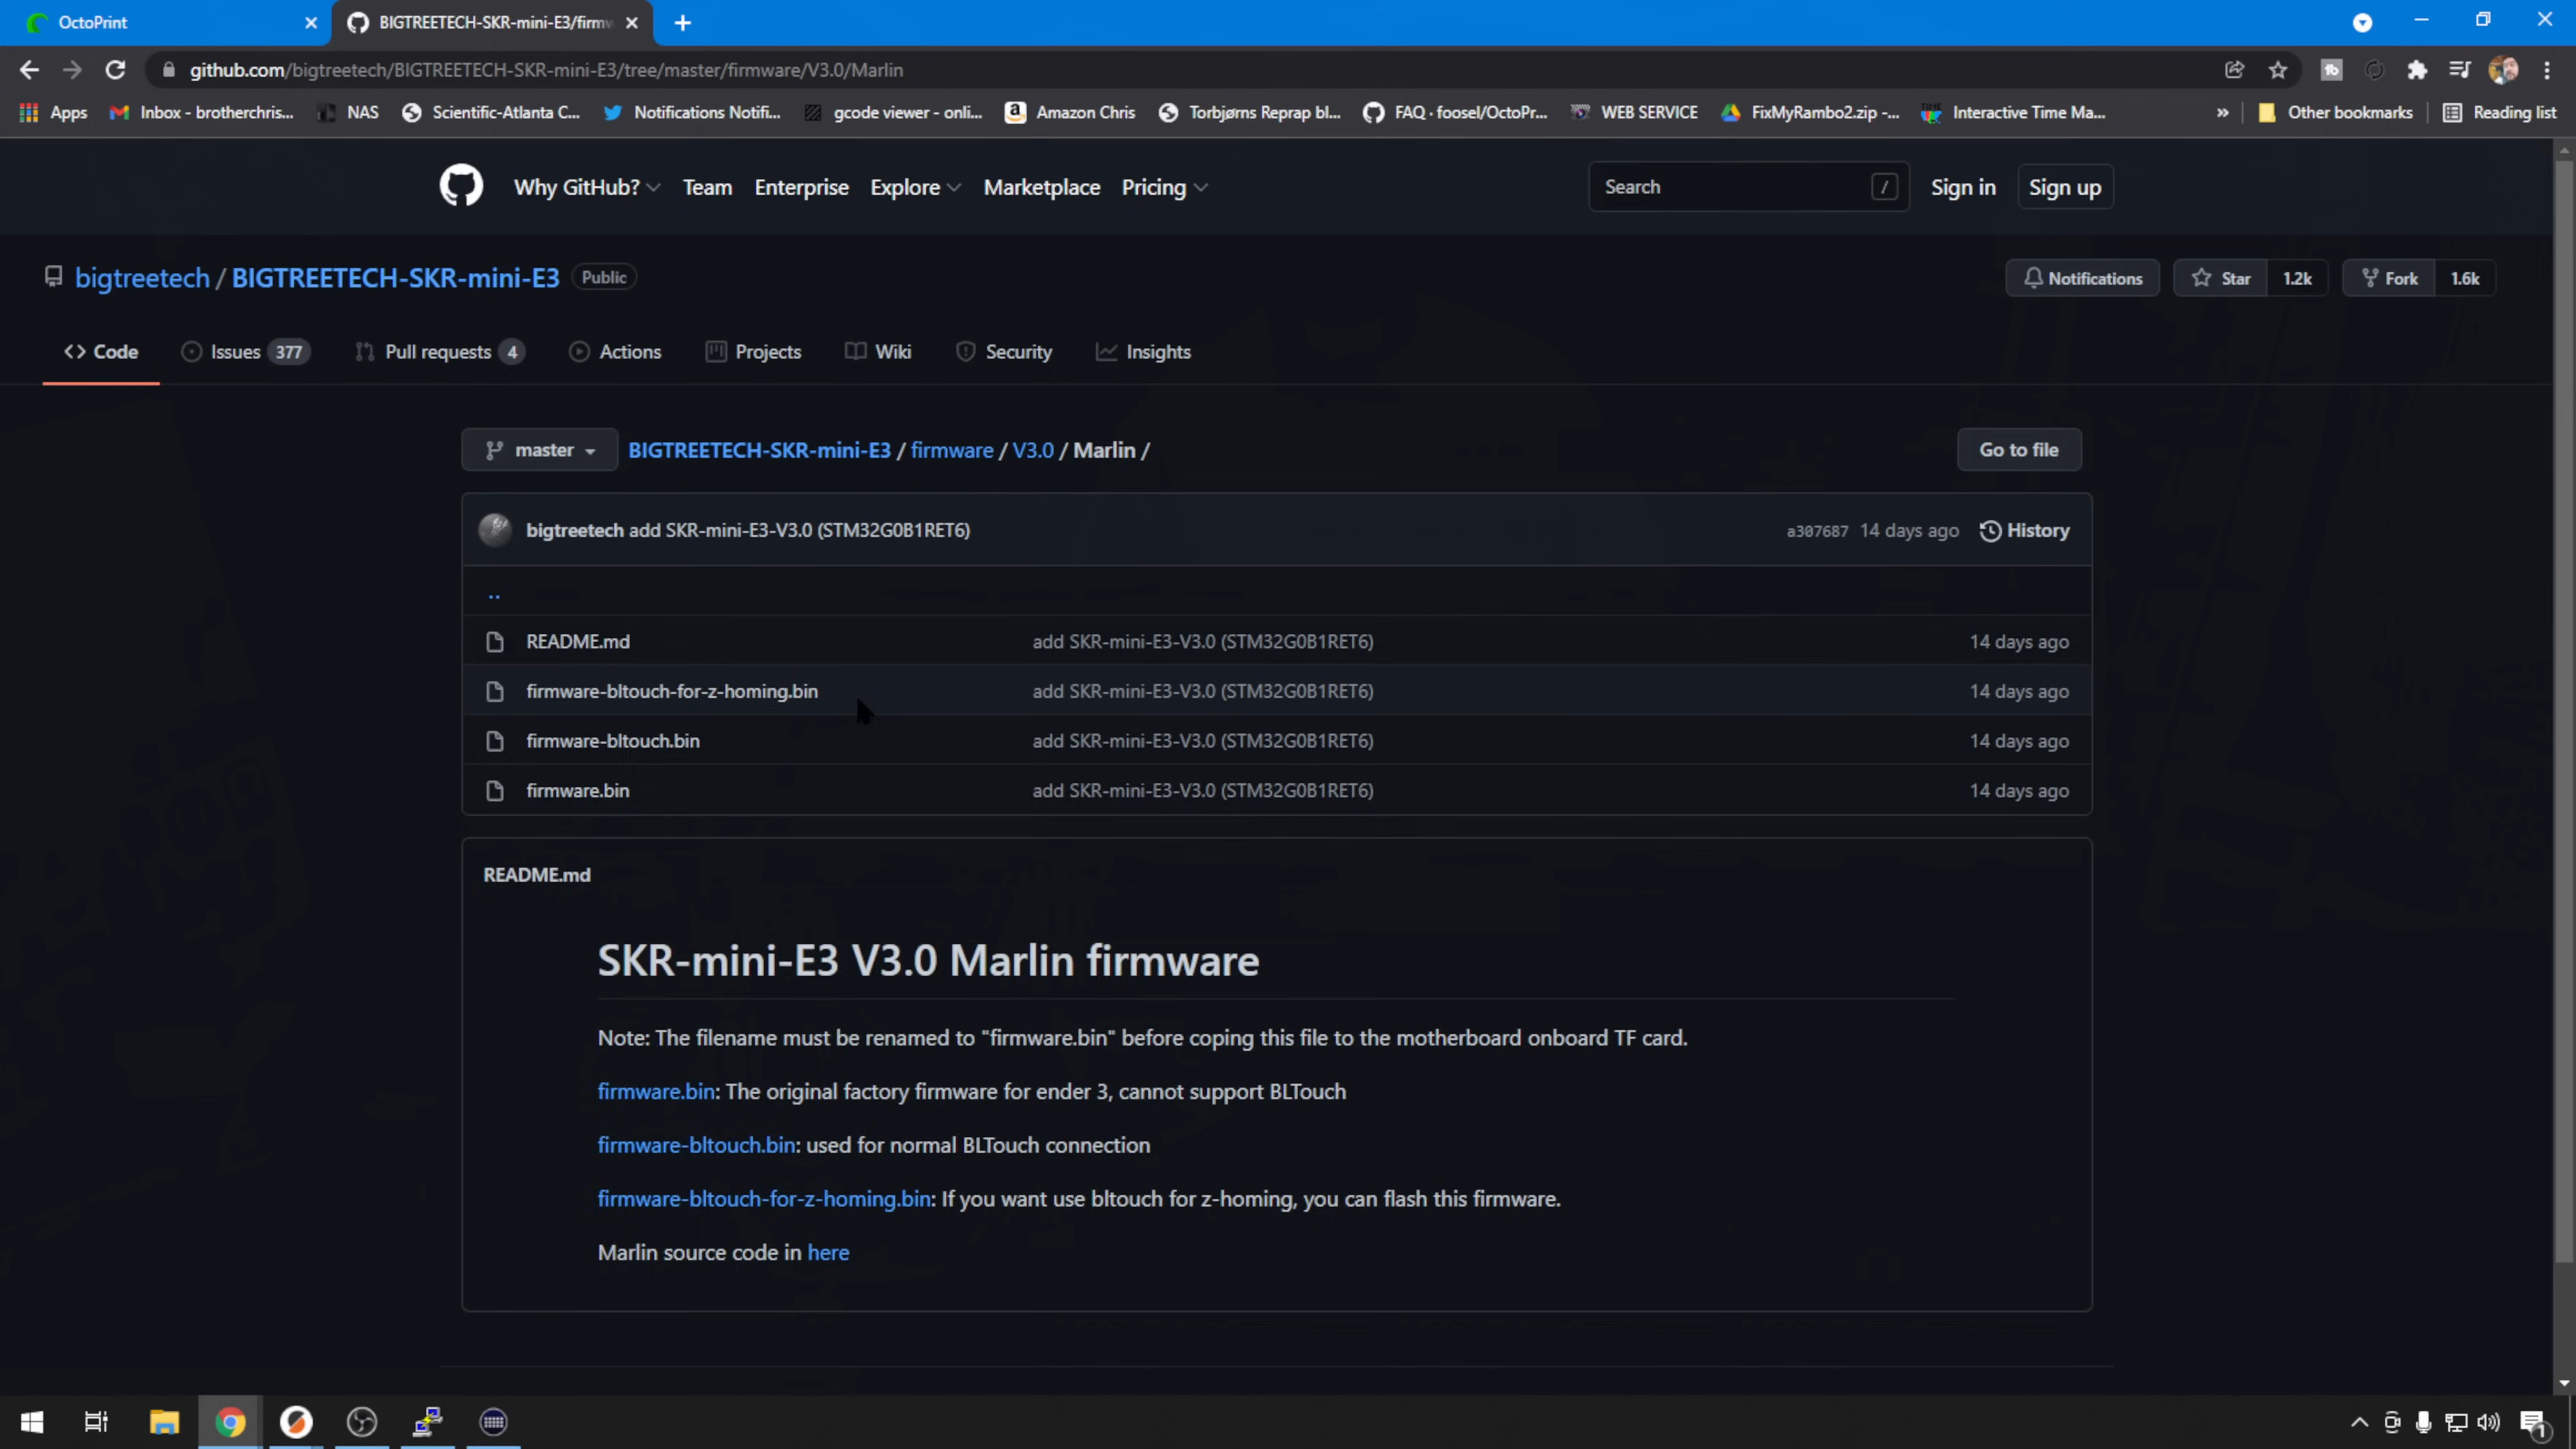 OctoPrint
BIGTREETECH-SKR-mini-E3/firmw
github.com/bigtreetech/BIGTREETECH-SKR-mini-E3/tree/master/firmware/V3.0/Marlin
Apps
Inbox - brotherchris...
NAS
Scientific-Atlanta C...
Notifications Notifi...
gcode viewer - onli...
Amazon Chris
Torbjørns Reprap bl...
FAQ · foosel/OctoPr...
WEB SERVICE
FixMyRambo2.zip -...
Interactive Time Ma...
»
Other bookmarks
Reading list
Why GitHub? Team Enterprise Explore Marketplace Pricing
Search /
Sign in
Sign up
bigtreetech / BIGTREETECH-SKR-mini-E3 Public
Notifications
Star 1.2k
Fork 1.6k
Code
Issues 377
Pull requests 4
Actions
Projects
Wiki
Security
Insights
master
BIGTREETECH-SKR-mini-E3 / firmware / V3.0 / Marlin /
Go to file
bigtreetech add SKR-mini-E3-V3.0 (STM32G0B1RET6) a307687 14 days ago History
..
README.md add SKR-mini-E3-V3.0 (STM32G0B1RET6) 14 days ago
firmware-bltouch-for-z-homing.bin add SKR-mini-E3-V3.0 (STM32G0B1RET6) 14 days ago
firmware-bltouch.bin add SKR-mini-E3-V3.0 (STM32G0B1RET6) 14 days ago
firmware.bin add SKR-mini-E3-V3.0 (STM32G0B1RET6) 14 days ago
README.md
SKR-mini-E3 V3.0 Marlin firmware
Note: The filename must be renamed to "firmware.bin" before coping this file to the motherboard onboard TF card.
firmware.bin: The original factory firmware for ender 3, cannot support BLTouch
firmware-bltouch.bin: used for normal BLTouch connection
firmware-bltouch-for-z-homing.bin: If you want use bltouch for z-homing, you can flash this firmware.
Marlin source code in here
1